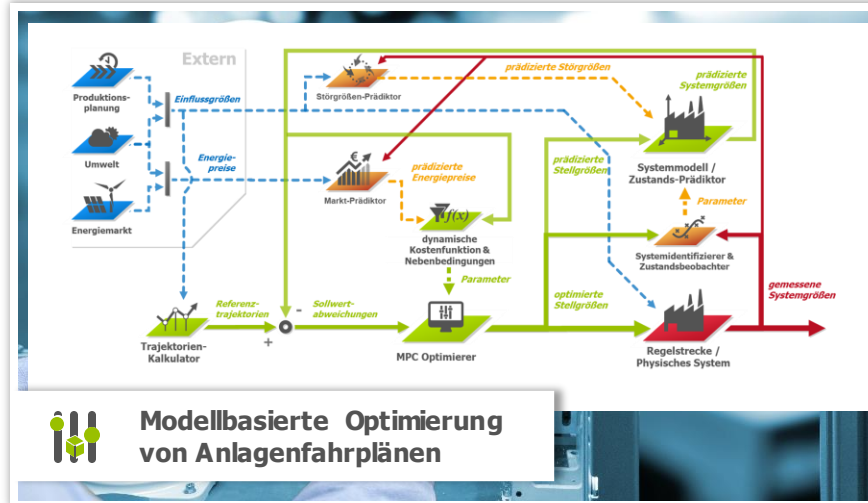 Extern
Produktions-
planung
Umwelt
Energiemarkt
Einflussgrößen
Energie-
preise
Störgrößen-Prädiktor
prädizierte Störgrößen
prädizierte
Systemgrößen
€
Markt-Prädiktor
prädizierte
Energiepreise
f(x)
dynamische
Kostenfunktion &
Nebenbedingungen
Parameter
prädizierte
Stellgrößen
Systemmodell /
Zustands-Prädiktor
Parameter
Systemidentifizierer &
Zustandsbeobachter
gemessene
Systemgrößen
Trajektorien-
Kalkulator
Referenz-
trajektorien
-
+
Sollwert-
abweichungen
MPC Optimierer
optimierte
Stellgrößen
Regelstrecke /
Physisches System
Modellbasierte Optimierung
von Anlagenfahrplänen